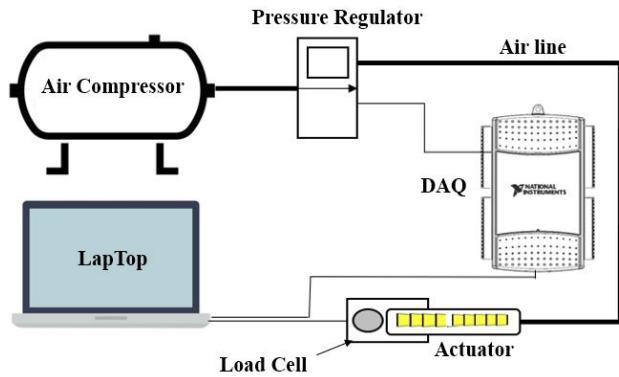 Pressure Regulator
Air line
Air Compressor
DAQ
NATIONAL
INSTRUMENTS
LapTop
Load Cell
Actuator